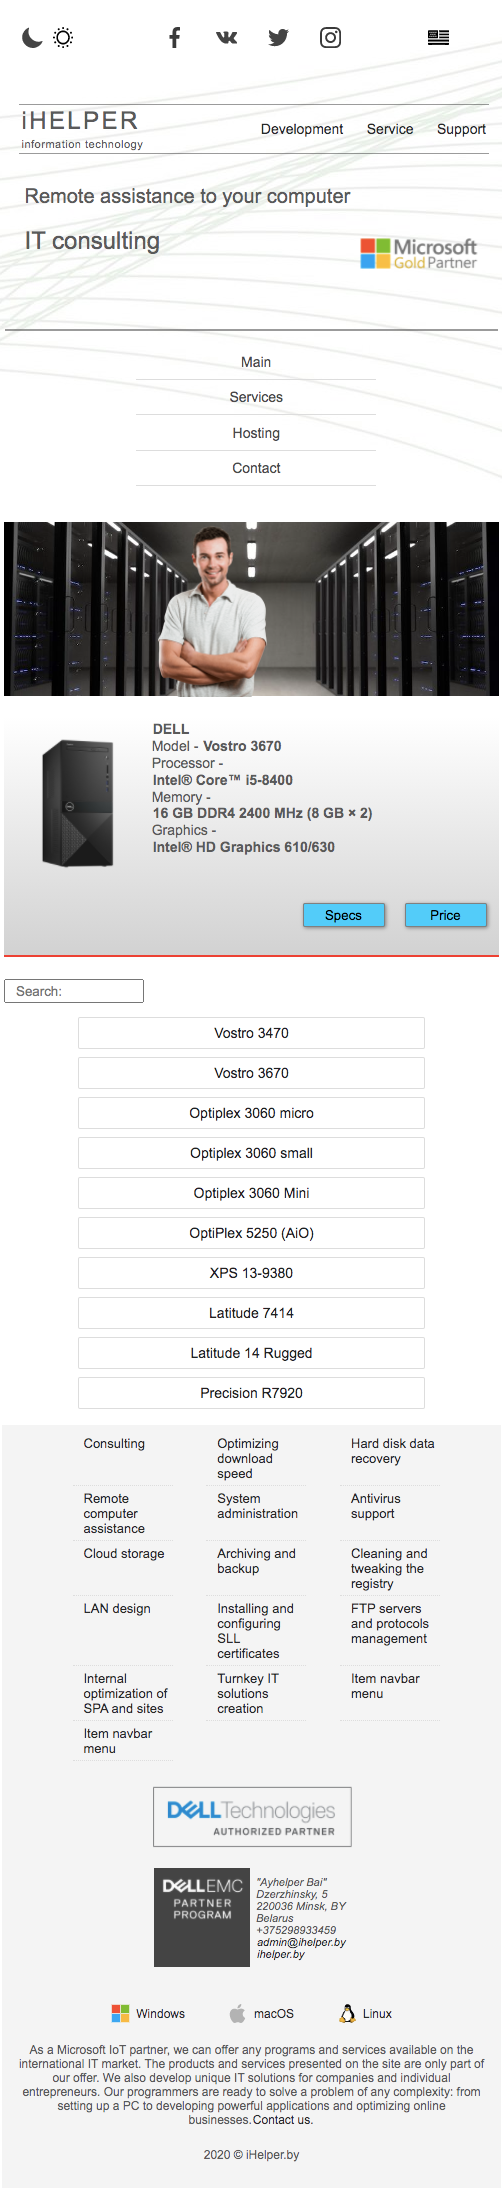 iHELPER
information technology
Development Service Support
Remote assistance to your computer
IT consulting
Microsoft
Gold Partner
Main
Services
Hosting
Contact
DELL
Model - Vostro 3670
Processor -
Intel® Core™ i5-8400
Memory -
16 GB DDR4 2400 MHz (8 GB × 2)
Graphics -
Intel® HD Graphics 610/630
Specs Price
Search:
Vostro 3470
Vostro 3670
Optiplex 3060 micro
Optiplex 3060 small
Optiplex 3060 Mini
OptiPlex 5250 (AiO)
XPS 13-9380
Latitude 7414
Latitude 14 Rugged
Precision R7920
Consulting
Optimizing
download
speed
Hard disk data
recovery
Remote
computer
assistance
System
administration
Antivirus
support
Cloud storage
Archiving and
backup
Cleaning and
tweaking the
registry
LAN design
Installing and
configuring
SLL
certificates
FTP servers
and protocols
management
Internal
optimization of
SPA and sites
Turnkey IT
solutions
creation
Item navbar
menu
Item navbar
menu
DELL Technologies
AUTHORIZED PARTNER
DELL EMC
PARTNER
PROGRAM
"Ayhelper Bai"
Dzerzhinsky, 5
220036 Minsk, BY
Belarus
+375298933459
admin@ihelper.by
ihelper.by
Windows macOS Linux
As a Microsoft IoT partner, we can offer any programs and services available on the
international IT market. The products and services presented on the site are only part of
our offer. We also develop unique IT solutions for companies and individual
entrepreneurs. Our programmers are ready to solve a problem of any complexity: from
setting up a PC to developing powerful applications and optimizing online
businesses.Contact us.
2020 © iHelper.by